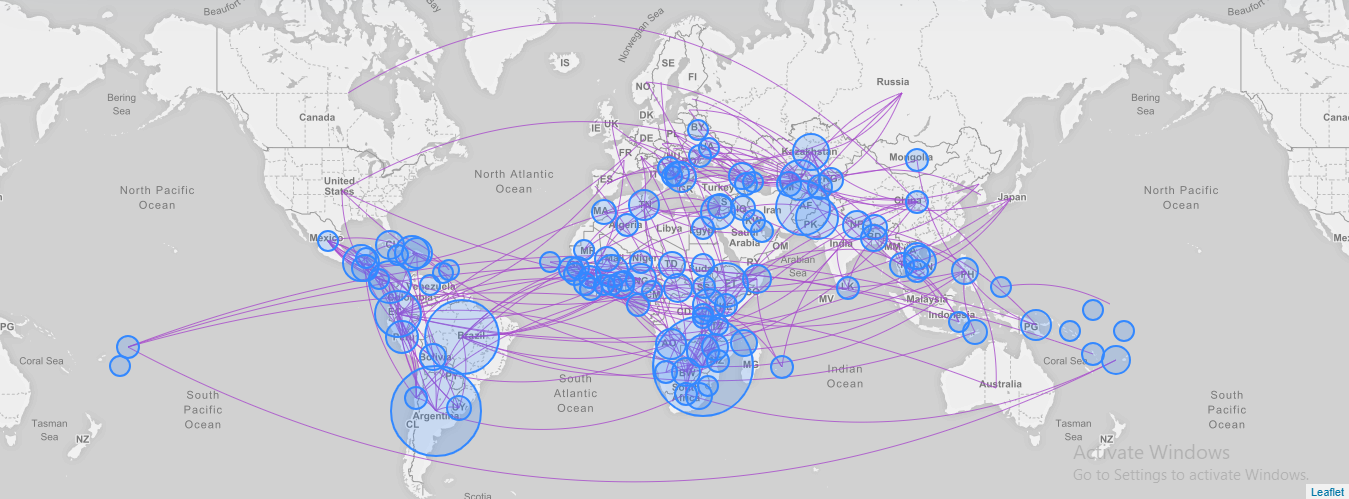 Beaufort
Bay
Norwegian Sea
Beaufort
IS
SE
FI
NO
Russia
Bering
Sea
Canada
DK
IE UK
DE
PL
BY
Bering
Sea
Canada
FR
Kazakhstan
Mongolia
United
States
North Atlantic
Ocean
ES
Turkey
North Pacific
Ocean
China
Japan
North Pacific
Ocean
MA
TN
Iran
AF
PK
Algeria
Libya
Egypt
Saudi
Arabia
OM
India
Mexico
MR
Mali
Niger
TD
Sudan
Arabian
Sea
MM
PH
Venezuela
Colombia
MV
LK
Malaysia
Indonesia
PG
PG
Brazil
Bolivia
Coral Sea
AO
MG
Indian
Ocean
Coral Sea
South
Pacific
Ocean
PY
South
Atlantic
Ocean
BW
South
Africa
Australia
South
Pacific
Ocean
Tasman
Sea
NZ
Argentina
UY
CL
Tasman
Sea
NZ
Activate Windows
Go to Settings to activate Windows.
Scotia
Leaflet